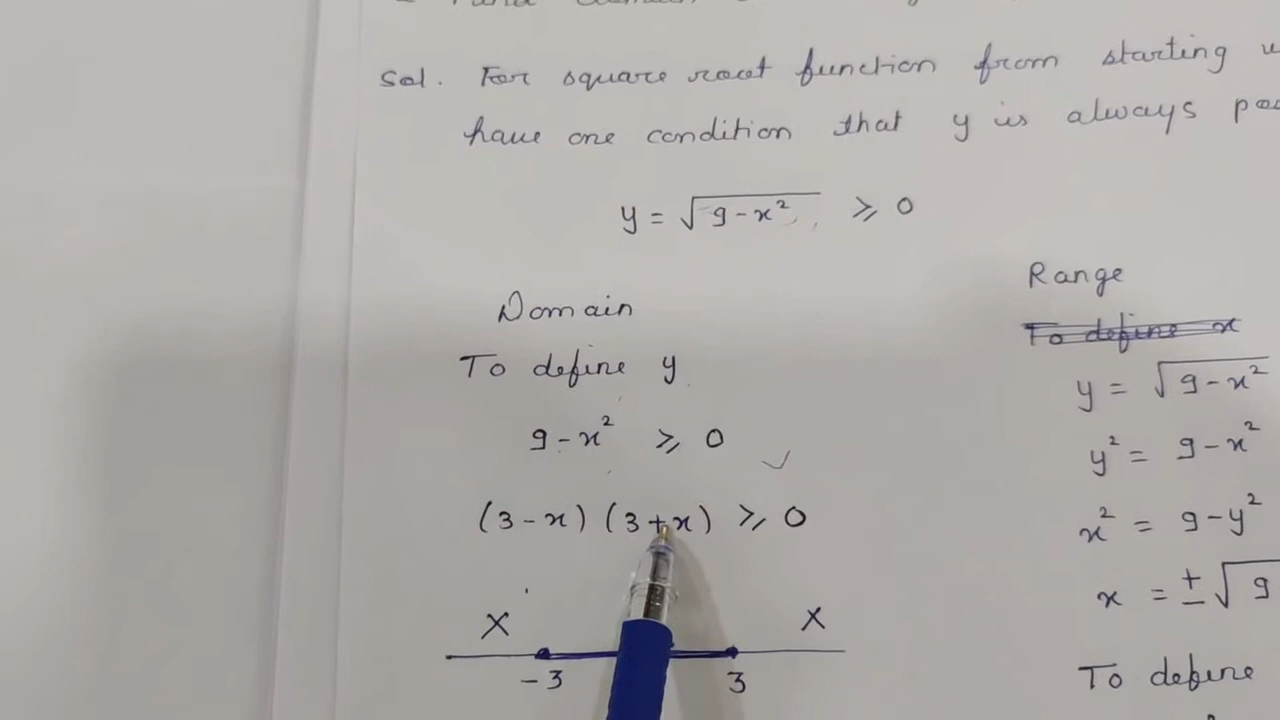 Sol. For square root function from starting
have one condition that y is always
y = √9-x² ≥ 0
Domain
To define y
9-x² ≥ 0
(3-x) (3+x) ≥ 0
X X
-3 3
Range
To define x
y = √9-x²
y² = 9-x²
x² = 9-y²
x = ±√9
To define